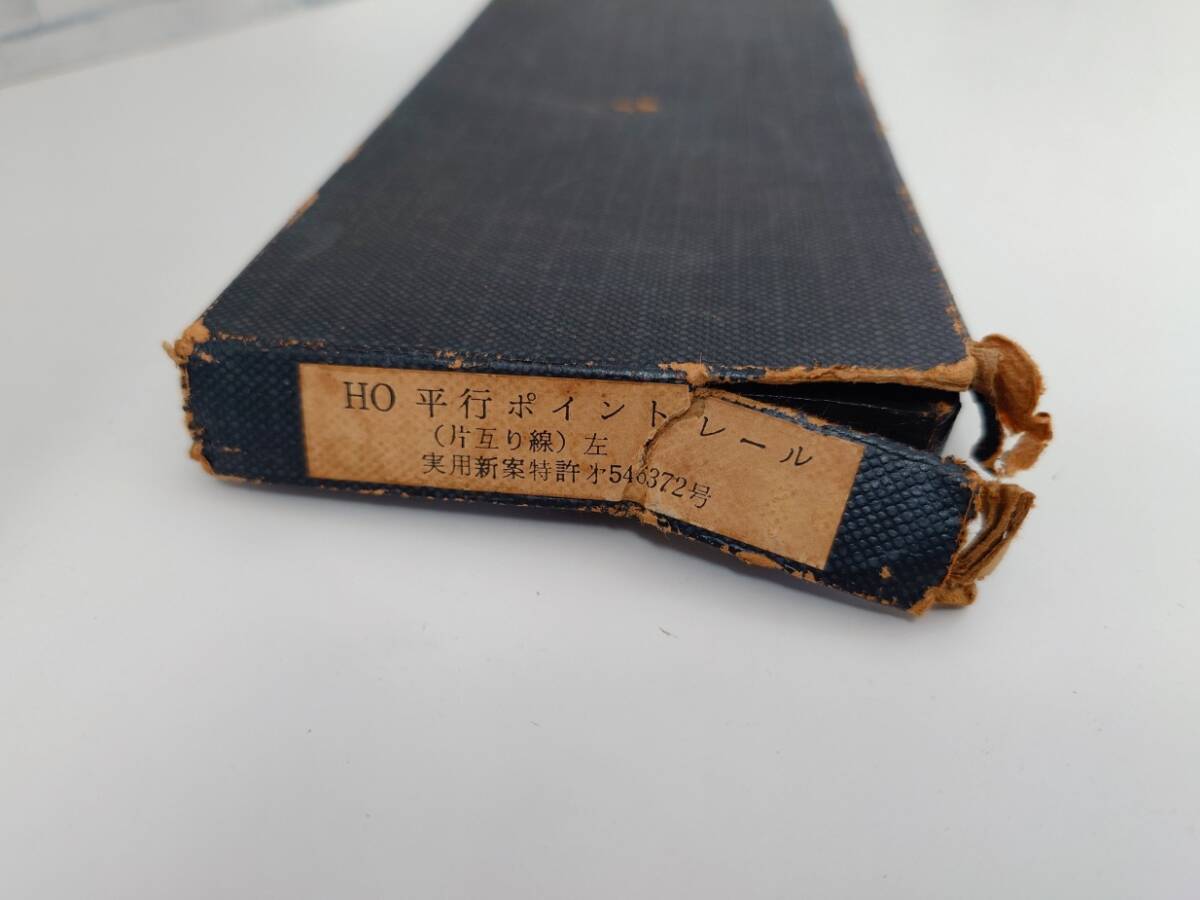 HO 平行ポイントレール
(片互り線) 左
実用新案特許才546372号